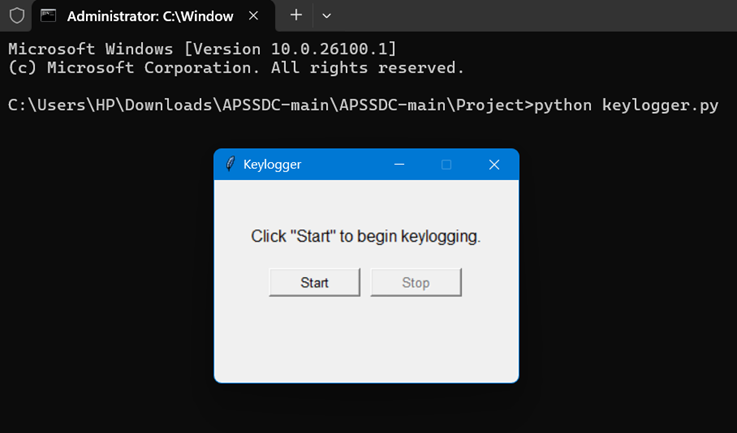 Administrator: C:\Window
Microsoft Windows [Version 10.0.26100.1]
(c) Microsoft Corporation. All rights reserved.
C:\Users\HP\Downloads\APSSDC-main\APSSDC-main\Project>python keylogger.py
Keylogger
Click "Start" to begin keylogging.
Start Stop